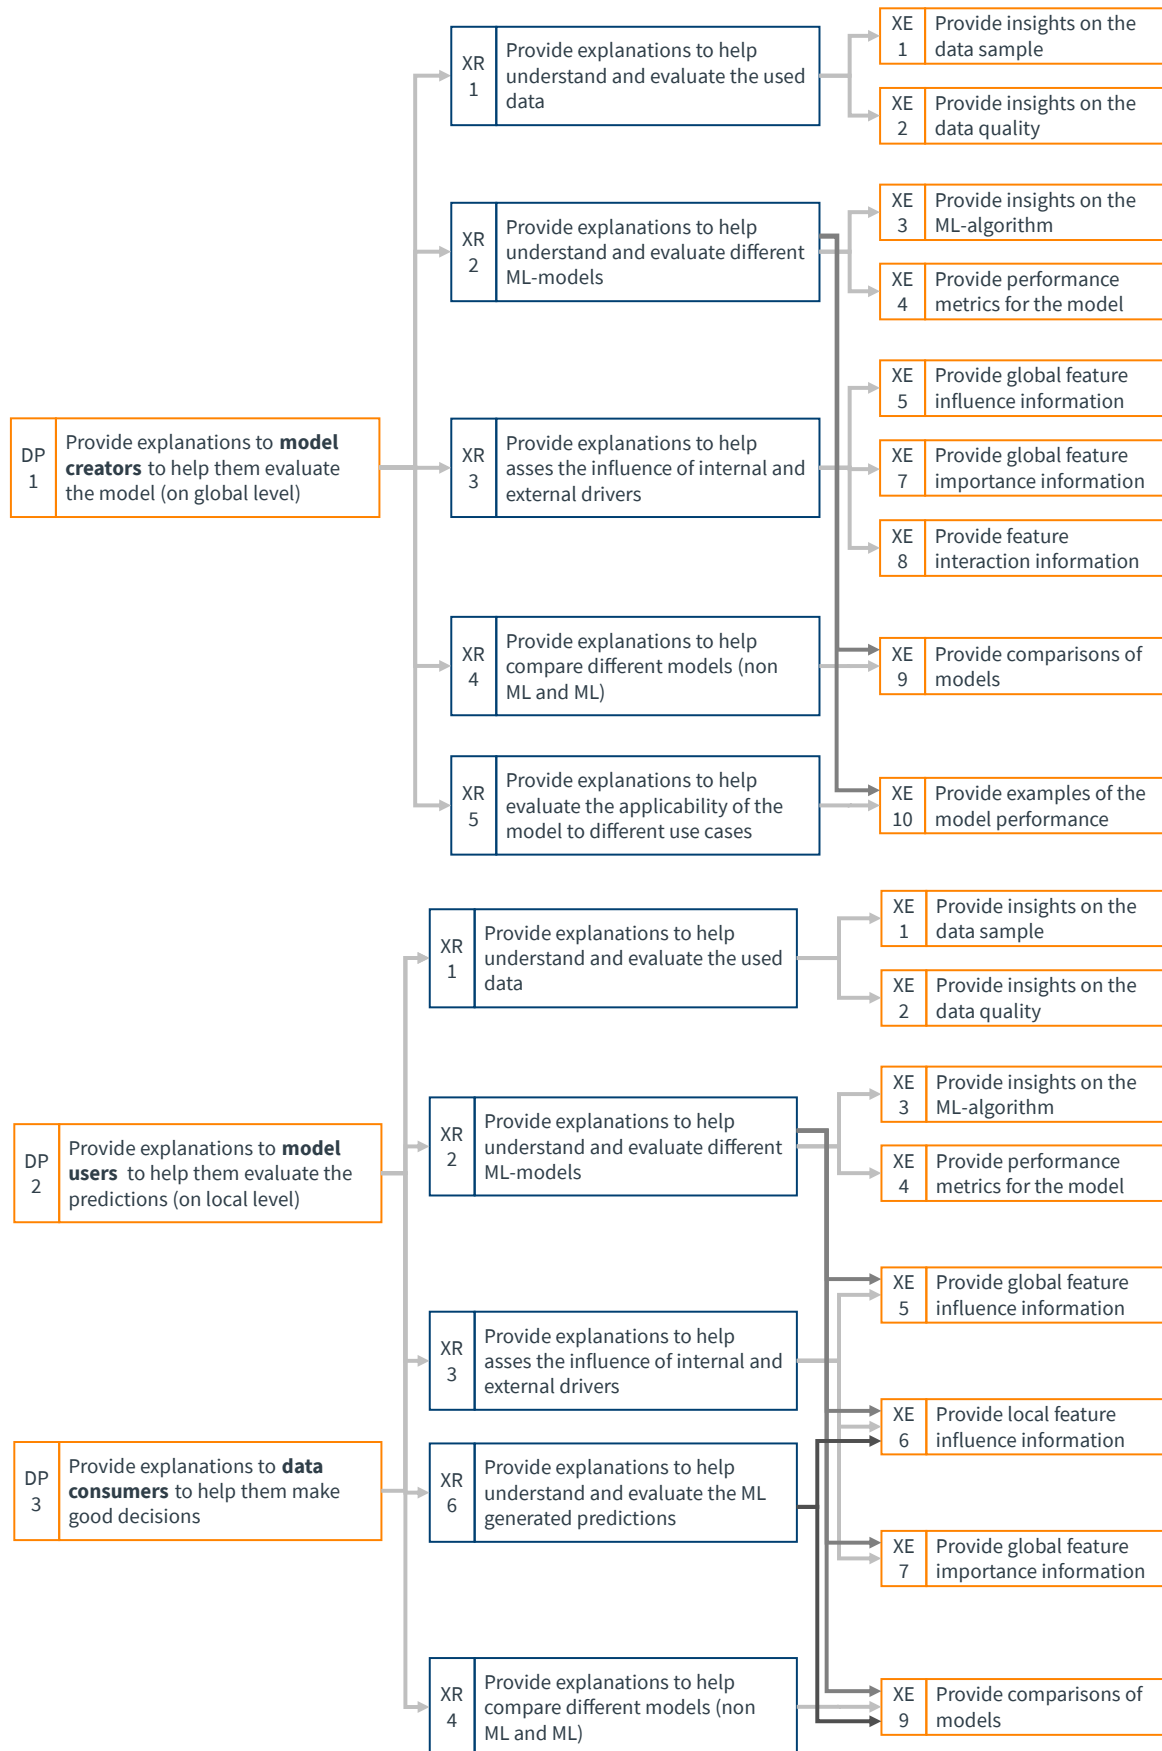 DP
1
Provide explanations to model
creators to help them evaluate
the model (on global level)
XR
1
Provide explanations to help
understand and evaluate the used
data
XE
1
Provide insights on the
data sample
XE
2
Provide insights on the
data quality
XR
2
Provide explanations to help
understand and evaluate different
ML-models
XE
3
Provide insights on the
ML-algorithm
XE
4
Provide performance
metrics for the model
XR
3
Provide explanations to help
asses the influence of internal and
external drivers
XE
5
Provide global feature
influence information
XE
7
Provide global feature
importance information
XE
8
Provide feature
interaction information
XR
4
Provide explanations to help
compare different models (non
ML and ML)
XE
9
Provide comparisons of
models
XR
5
Provide explanations to help
evaluate the applicability of the
model to different use cases
XE
10
Provide examples of the
model performance
DP
2
Provide explanations to model
users to help them evaluate the
predictions (on local level)
DP
3
Provide explanations to data
consumers to help them make
good decisions
XR
1
Provide explanations to help
understand and evaluate the used
data
XE
1
Provide insights on the
data sample
XE
2
Provide insights on the
data quality
XR
2
Provide explanations to help
understand and evaluate different
ML-models
XE
3
Provide insights on the
ML-algorithm
XE
4
Provide performance
metrics for the model
XR
3
Provide explanations to help
asses the influence of internal and
external drivers
XE
5
Provide global feature
influence information
XR
6
Provide explanations to help
understand and evaluate the ML
generated predictions
XE
6
Provide local feature
influence information
XE
7
Provide global feature
importance information
XR
4
Provide explanations to help
compare different models (non
ML and ML)
XE
9
Provide comparisons of
models